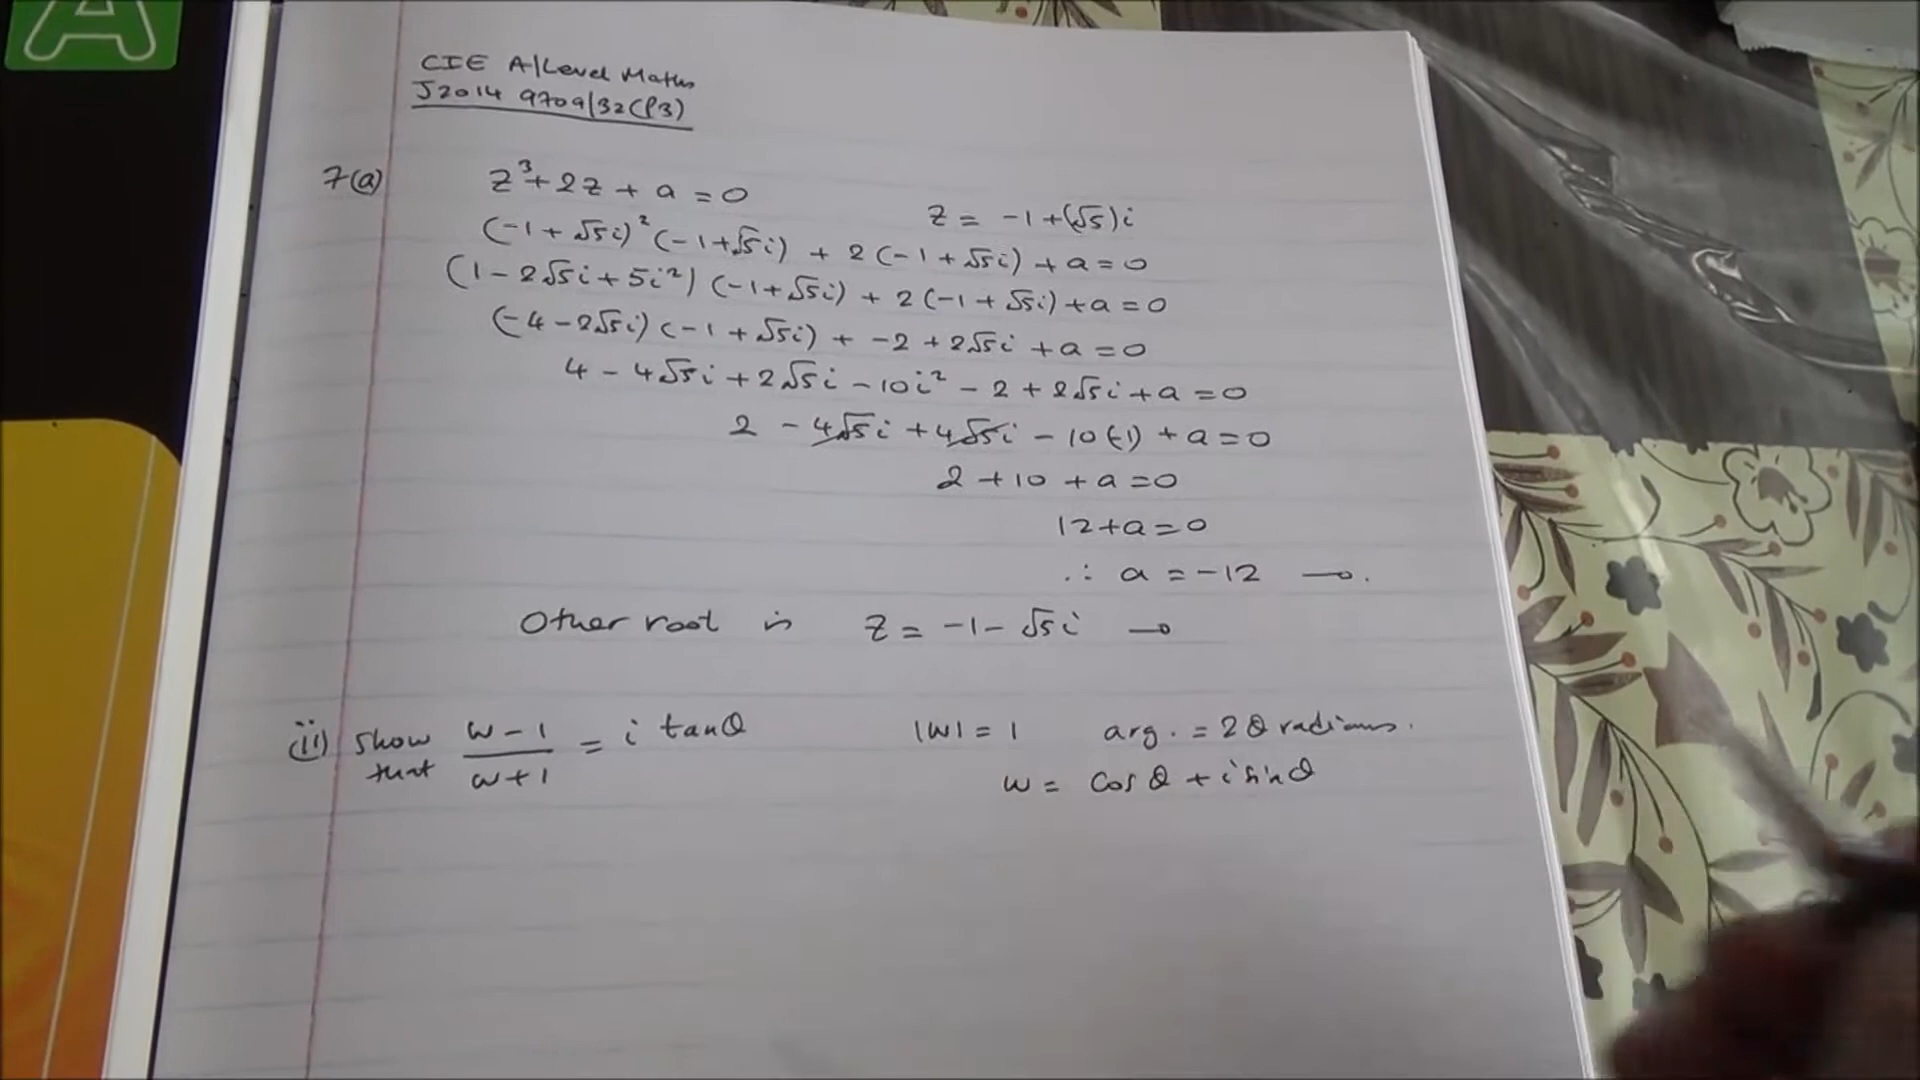 A
CIE A/Level Maths
J2014 9709/32(P3)
7(a) z³ + 2z + a = 0
z = -1 + (√5)i
(-1 + √5i)² (-1 + √5i) + 2(-1 + √5i) + a = 0
(1 - 2√5i + 5i²) (-1 + √5i) + 2(-1 + √5i) + a = 0
(-4 - 2√5i) (-1 + √5i) + -2 + 2√5i + a = 0
4 - 4√5i + 2√5i - 10i² - 2 + 2√5i + a = 0
2 - 4√5i + 4√5i - 10(-1) + a = 0
2 + 10 + a = 0
12 + a = 0
∴ a = -12
Other root is z = -1 - √5i
(ii) Show that (w - 1)/(w + 1) = i tanθ
|w| = 1 arg. = 2θ radians.
w = cosθ + i sinθ